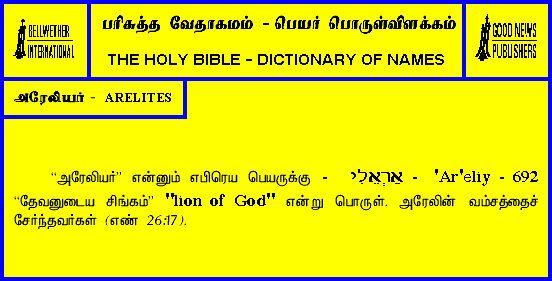 BELLWETHER
INTERNATIONAL
பரிசுத்த வேதாகமம் - பெயர் பொருள்விளக்கம்
THE HOLY BIBLE - DICTIONARY OF NAMES
GOOD NEWS
PUBLISHERS
அரேலியர் - ARELITES
“அரேலியர்” என்னும் எபிரெய பெயருக்கு - אַרְאֵלִי - 'Ar'eliy - 692
“தேவனுடைய சிங்கம்” "lion of God" என்று பொருள். அரேலின் வம்சத்தைச்
சேர்ந்தவர்கள் (எண் 26:17).